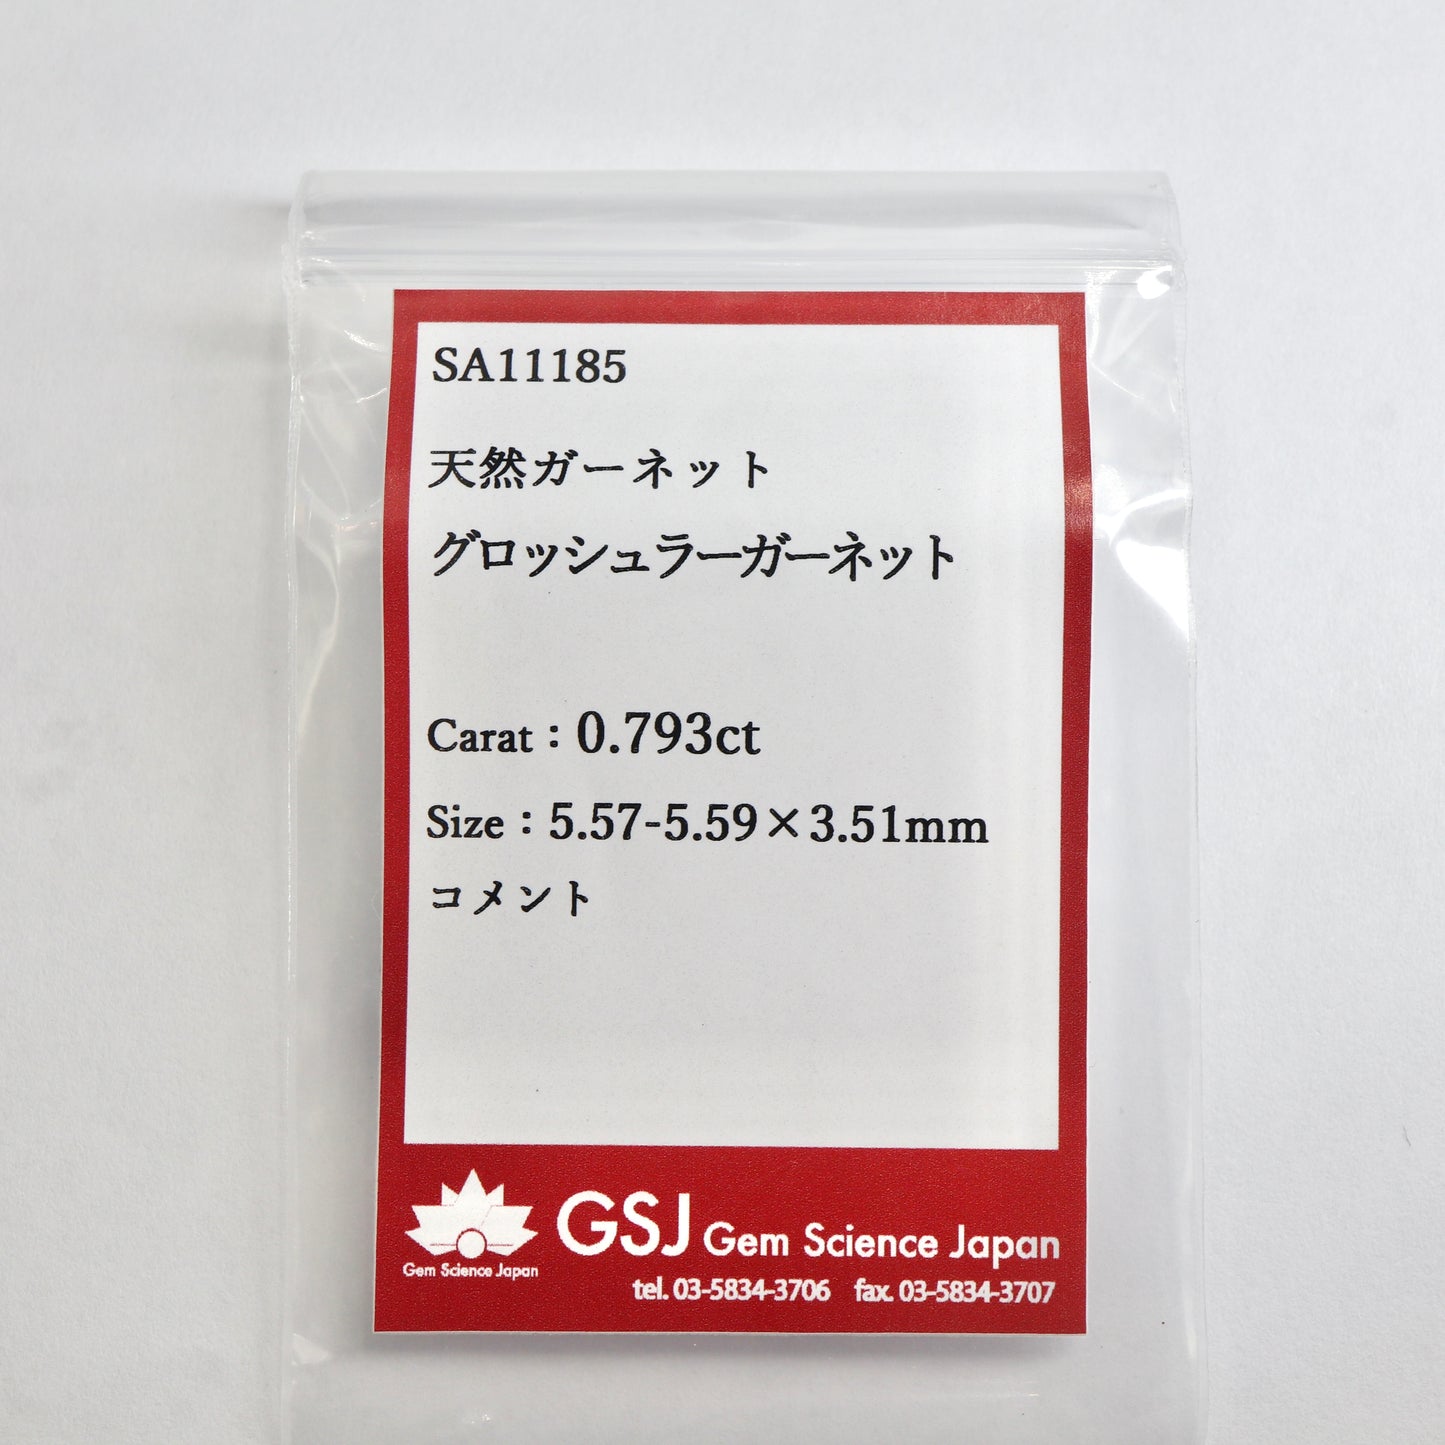 SA11185
天然ガーネット
グロッシュラーガーネット
Carat：0.793ct
Size：5.57-5.59×3.51mm
コメント
GSJ Gem Science Japan
Gem Science Japan
tel. 03-5834-3706 fax. 03-5834-3707